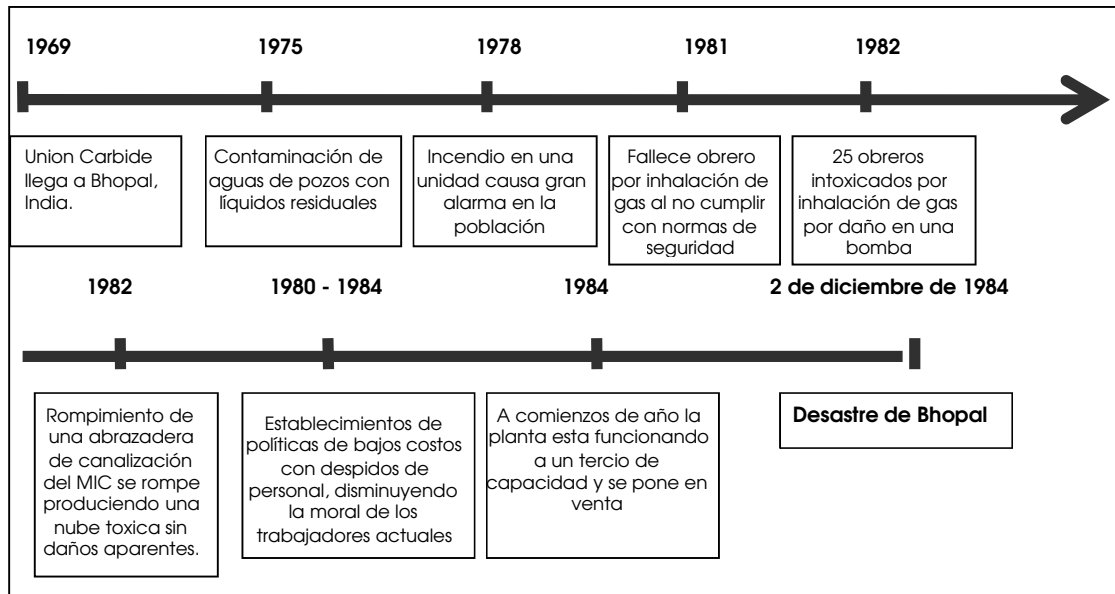 1969
1975
1978
1981
1982
Union Carbide
llega a Bhopal,
India.
Contaminación de
aguas de pozos con
líquidos residuales
Incendio en una
unidad causa gran
alarma en la
población
Fallece obrero
por inhalación de
gas al no cumplir
con normas de
seguridad
25 obreros
intoxicados por
inhalación de gas
por daño en una
bomba
1982
1980 - 1984
1984
2 de diciembre de 1984
Rompimiento de
una abrazadera
de canalización
del MIC se rompe
produciendo una
nube toxica sin
daños aparentes.
Establecimientos de
políticas de bajos costos
con despidos de
personal, disminuyendo
la moral de los
trabajadores actuales
A comienzos de año la
planta esta funcionando
a un tercio de
capacidad y se pone en
venta
Desastre de Bhopal